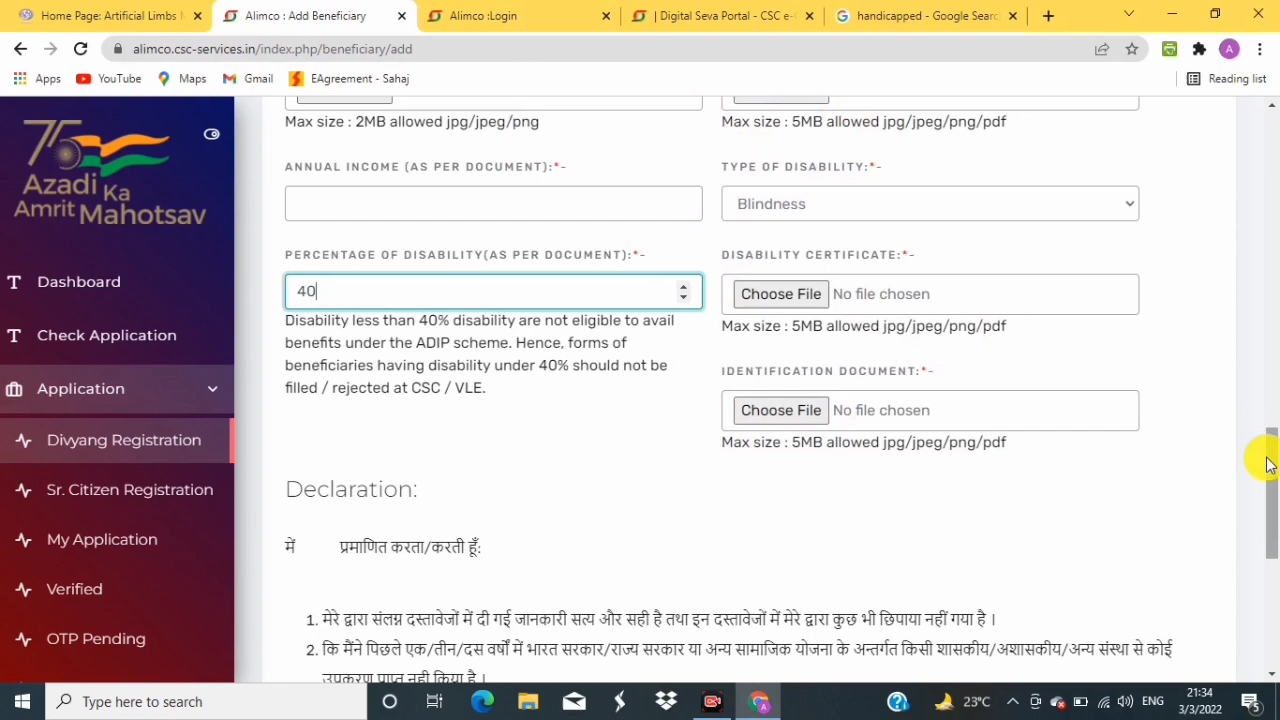 Home Page: Artificial Limbs M
Alimco : Add Beneficiary
Alimco :Login
| Digital Seva Portal - CSC e-G
handicapped - Google Searc
alimco.csc-services.in/index.php/beneficiary/add
A
Apps
YouTube
Maps
Gmail
EAgreement - Sahaj
Reading list
75
Azadi Ka
Amrit Mahotsav
Dashboard
Check Application
Application
Divyang Registration
Sr. Citizen Registration
My Application
Verified
OTP Pending
Max size : 2MB allowed jpg/jpeg/png
Max size : 5MB allowed jpg/jpeg/png/pdf
ANNUAL INCOME (AS PER DOCUMENT):*-
TYPE OF DISABILITY:*-
Blindness
PERCENTAGE OF DISABILITY(AS PER DOCUMENT):*-
40
Disability less than 40% disability are not eligible to avail
benefits under the ADIP scheme. Hence, forms of
beneficiaries having disability under 40% should not be
filled / rejected at CSC / VLE.
DISABILITY CERTIFICATE:*-
Choose File No file chosen
Max size : 5MB allowed jpg/jpeg/png/pdf
IDENTIFICATION DOCUMENT:*-
Choose File No file chosen
Max size : 5MB allowed jpg/jpeg/png/pdf
Declaration:
में प्रमाणित करता/करती हूँ:
1. मेरे द्वारा संलग्न दस्तावेजों में दी गई जानकारी सत्य और सही है तथा इन दस्तावेजों में मेरे द्वारा कुछ भी छिपाया नहीं गया है ।
2. कि मैंने पिछले एक/तीन/दस वर्षों में भारत सरकार/राज्य सरकार या अन्य सामाजिक योजना के अन्तर्गत किसी शासकीय/अशासकीय/अन्य संस्था से कोई
उपकरण प्राप्त नही किया है ।
Type here to search
23°C
ENG
21:34
3/3/2022
5